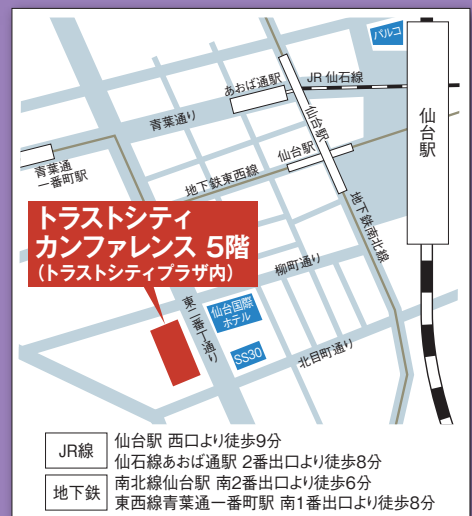 パルコ
JR 仙石線
あおば通駅
仙台駅
仙台駅
青葉通り
仙台駅
青葉通
一番町駅
地下鉄東西線
地下鉄南北線
トラストシティ
カンファレンス 5階
(トラストシティプラザ内)
柳町通り
東二番丁通り
仙台国際
ホテル
SS30
北目町通り
JR線
仙台駅 西口より徒歩9分
仙石線あおば通駅 2番出口より徒歩8分
地下鉄
南北線仙台駅 南2出口より徒歩6分
東西線青葉通一番町駅 南1番出口より徒歩8分